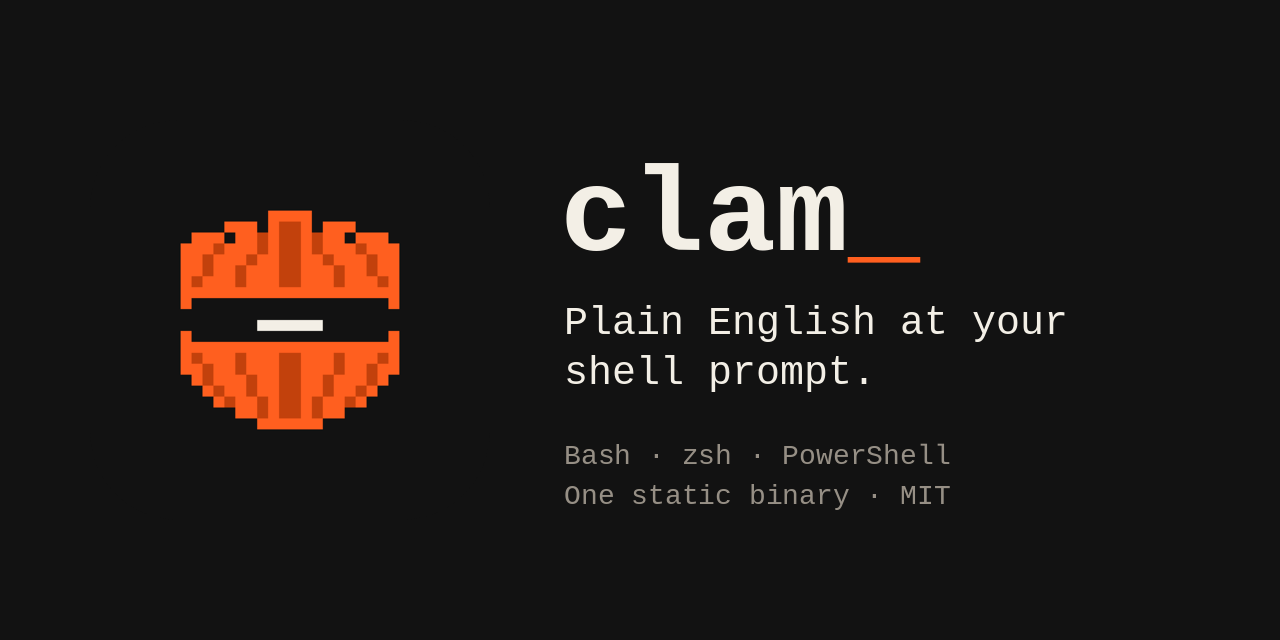 clam_
Plain English at your
shell prompt.
Bash · zsh · PowerShell
One static binary · MIT